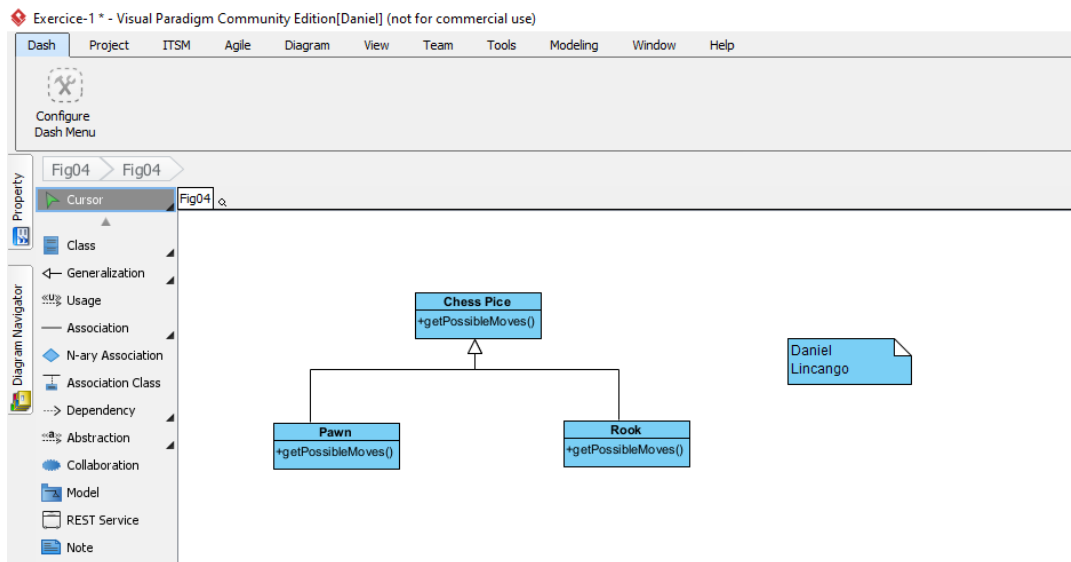 Exercice-1 * - Visual Paradigm Community Edition[Daniel] (not for commercial use)
Dash Project ITSM Agile Diagram View Team Tools Modeling Window Help
Configure
Dash Menu
Property
Diagram Navigator
Fig04 Fig04
Cursor
Fig04
Class
Generalization
«U» Usage
Association
N-ary Association
Association Class
Dependency
«a» Abstraction
Collaboration
Model
REST Service
Note
Chess Pice
+getPossibleMoves()
Pawn
+getPossibleMoves()
Rook
+getPossibleMoves()
Daniel
Lincango